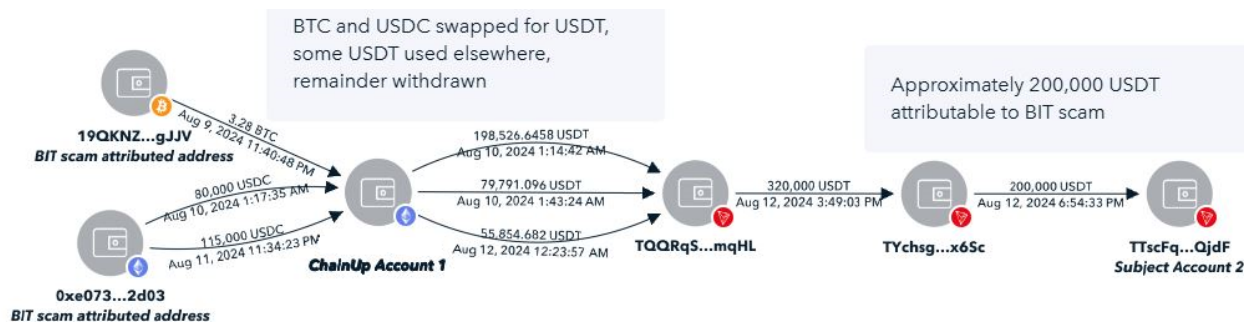 BTC and USDC swapped for USDT,
some USDT used elsewhere,
remainder withdrawn
Approximately 200,000 USDT
attributable to BIT scam
19QKNZ...gJJV
BIT scam attributed address
3.28 BTC
Aug 9, 2024 11:40:48 PM
80,000 USDC
Aug 10, 2024 1:17:35 AM
115,000 USDC
Aug 11, 2024 11:34:23 PM
0xe073...2d03
BIT scam attributed address
ChainUp Account 1
198,526.6458 USDT
Aug 10, 2024 1:14:42 AM
79,791.096 USDT
Aug 10, 2024 1:43:24 AM
55,854.682 USDT
Aug 12, 2024 12:23:57 AM
TQQRqS...mqHL
320,000 USDT
Aug 12, 2024 3:49:03 PM
TYchsg...x6Sc
200,000 USDT
Aug 12, 2024 6:54:33 PM
TTscFq...QjdF
Subject Account 2